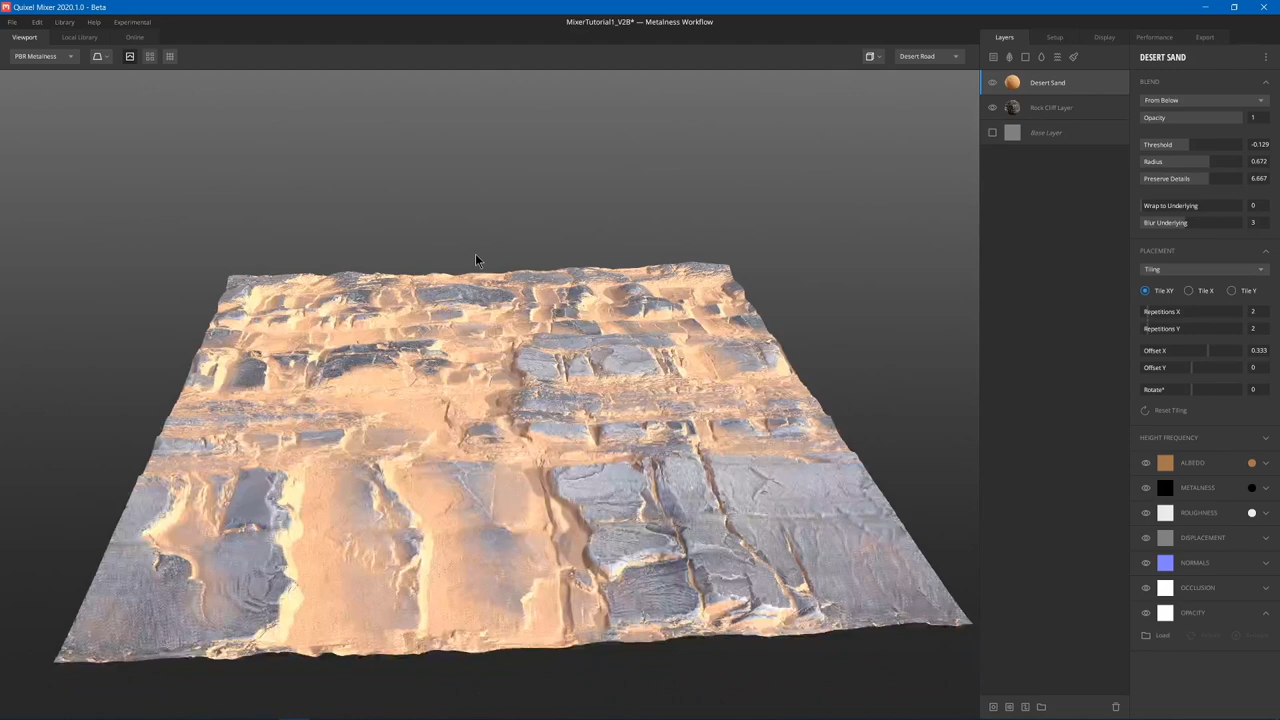 Quixel Mixer 2020.1.0 - Beta
File Edit Library Help Experimental
MixerTutorial1_V2B* — Metalness Workflow
Viewport Local Library Online
Layers Setup Display Performance Export
PBR Metalness
Desert Road
DESERT SAND
Desert Sand
Rock Cliff Layer
Base Layer
BLEND
From Below
Opacity 1
Threshold -0.129
Radius 0.672
Preserve Details 6.667
Wrap to Underlying 0
Blur Underlying 3
PLACEMENT
Tiling
Tile XY Tile X Tile Y
Repetitions X 2
Repetitions Y 2
Offset X 0.333
Offset Y 0
Rotate* 0
Reset Tiling
HEIGHT FREQUENCY
ALBEDO
METALNESS
ROUGHNESS
DISPLACEMENT
NORMALS
OCCLUSION
OPACITY
Load